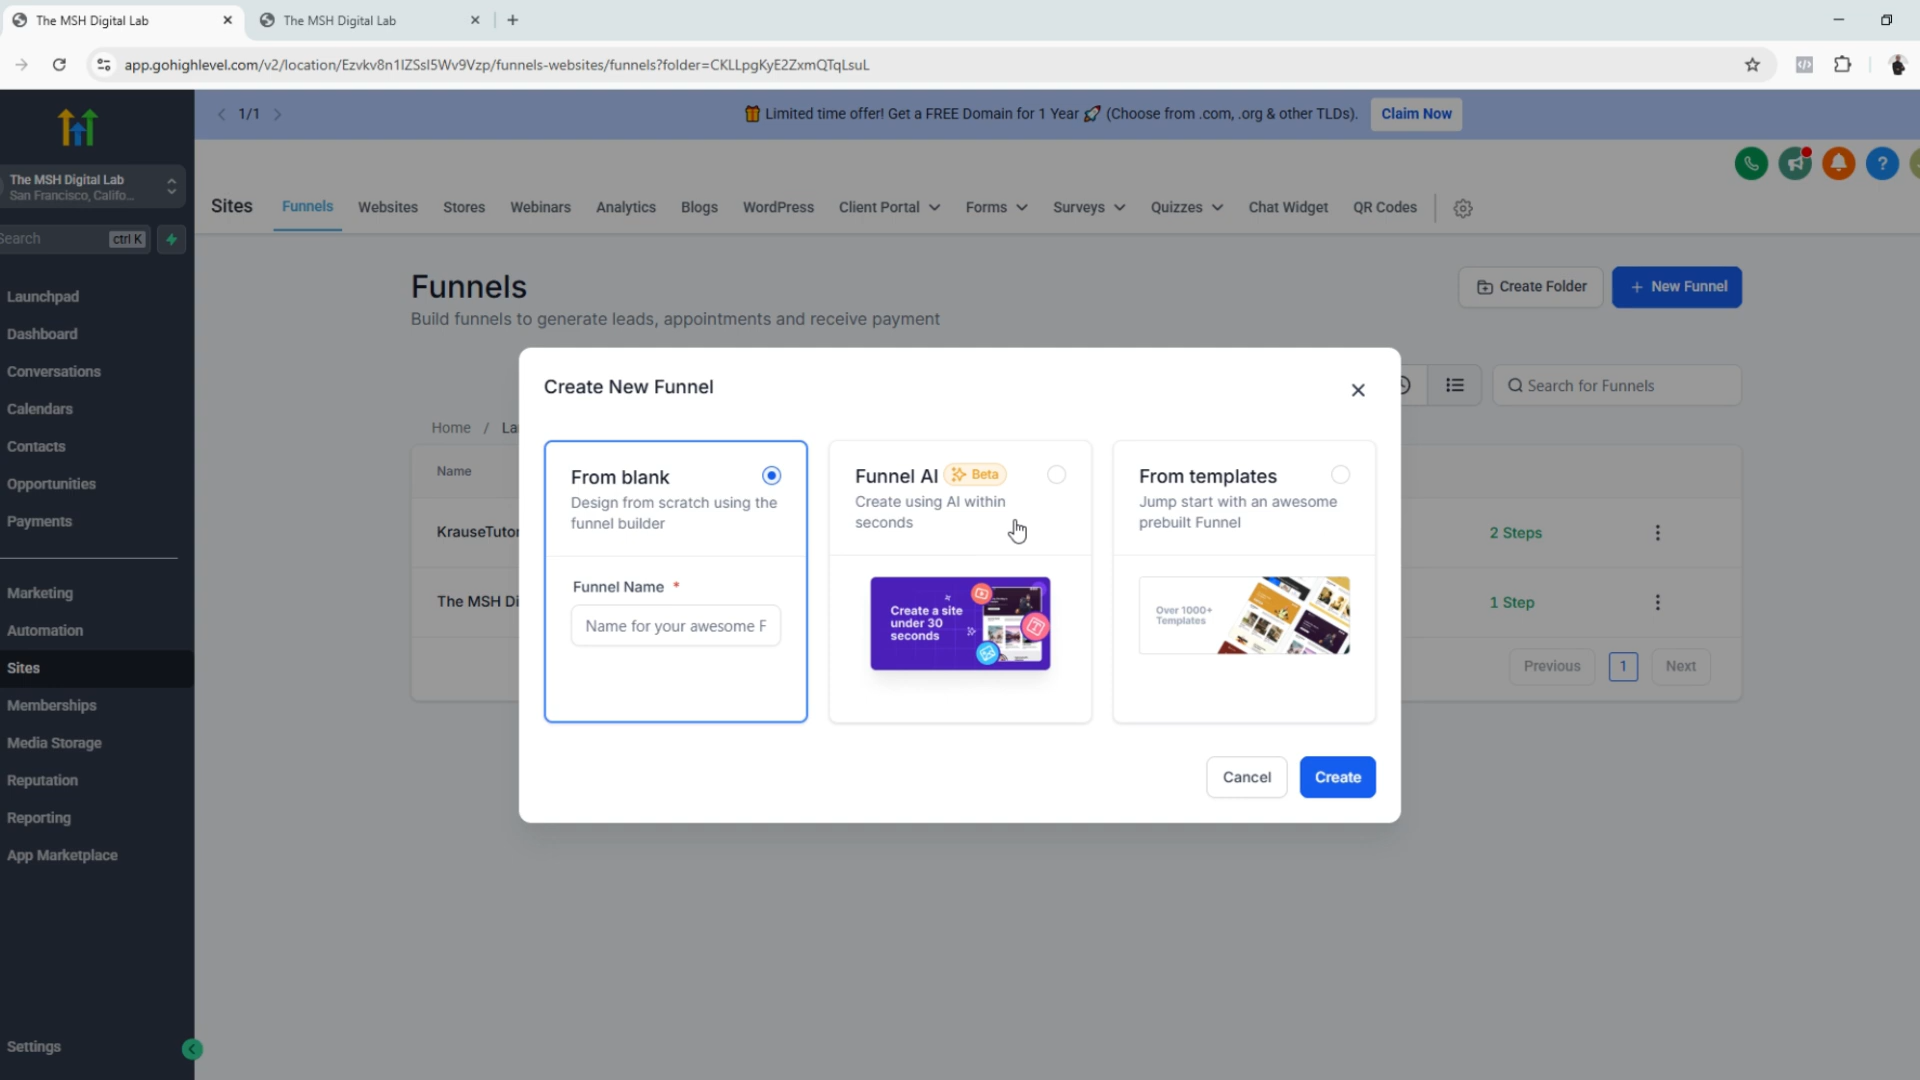 The MSH Digital Lab
The MSH Digital Lab
app.gohighlevel.com/v2/location/Ezvkv8n1IZSsI5Wv9Vzp/funnels-websites/funnels?folder=CKLLpgKyE2ZxmQTqLsuL
1/1
Limited time offer! Get a FREE Domain for 1 Year 🚀 (Choose from .com, .org & other TLDs).
Claim Now
The MSH Digital Lab
San Francisco, Califo...
Search
ctrl K
Sites
Funnels
Websites
Stores
Webinars
Analytics
Blogs
WordPress
Client Portal
Forms
Surveys
Quizzes
Chat Widget
QR Codes
Launchpad
Dashboard
Conversations
Calendars
Contacts
Opportunities
Payments
Marketing
Automation
Sites
Memberships
Media Storage
Reputation
Reporting
App Marketplace
Settings
Funnels
Build funnels to generate leads, appointments and receive payment
Create Folder
+ New Funnel
Search for Funnels
Home / La
Name
KrauseTutor
2 Steps
The MSH Di
1 Step
Previous
1
Next
Create New Funnel
From blank
Design from scratch using the
funnel builder
Funnel Name *
Name for your awesome F
Funnel AI
Beta
Create using AI within
seconds
Create a site
under 30
seconds
From templates
Jump start with an awesome
prebuilt Funnel
Over 1000+
Templates
Cancel
Create